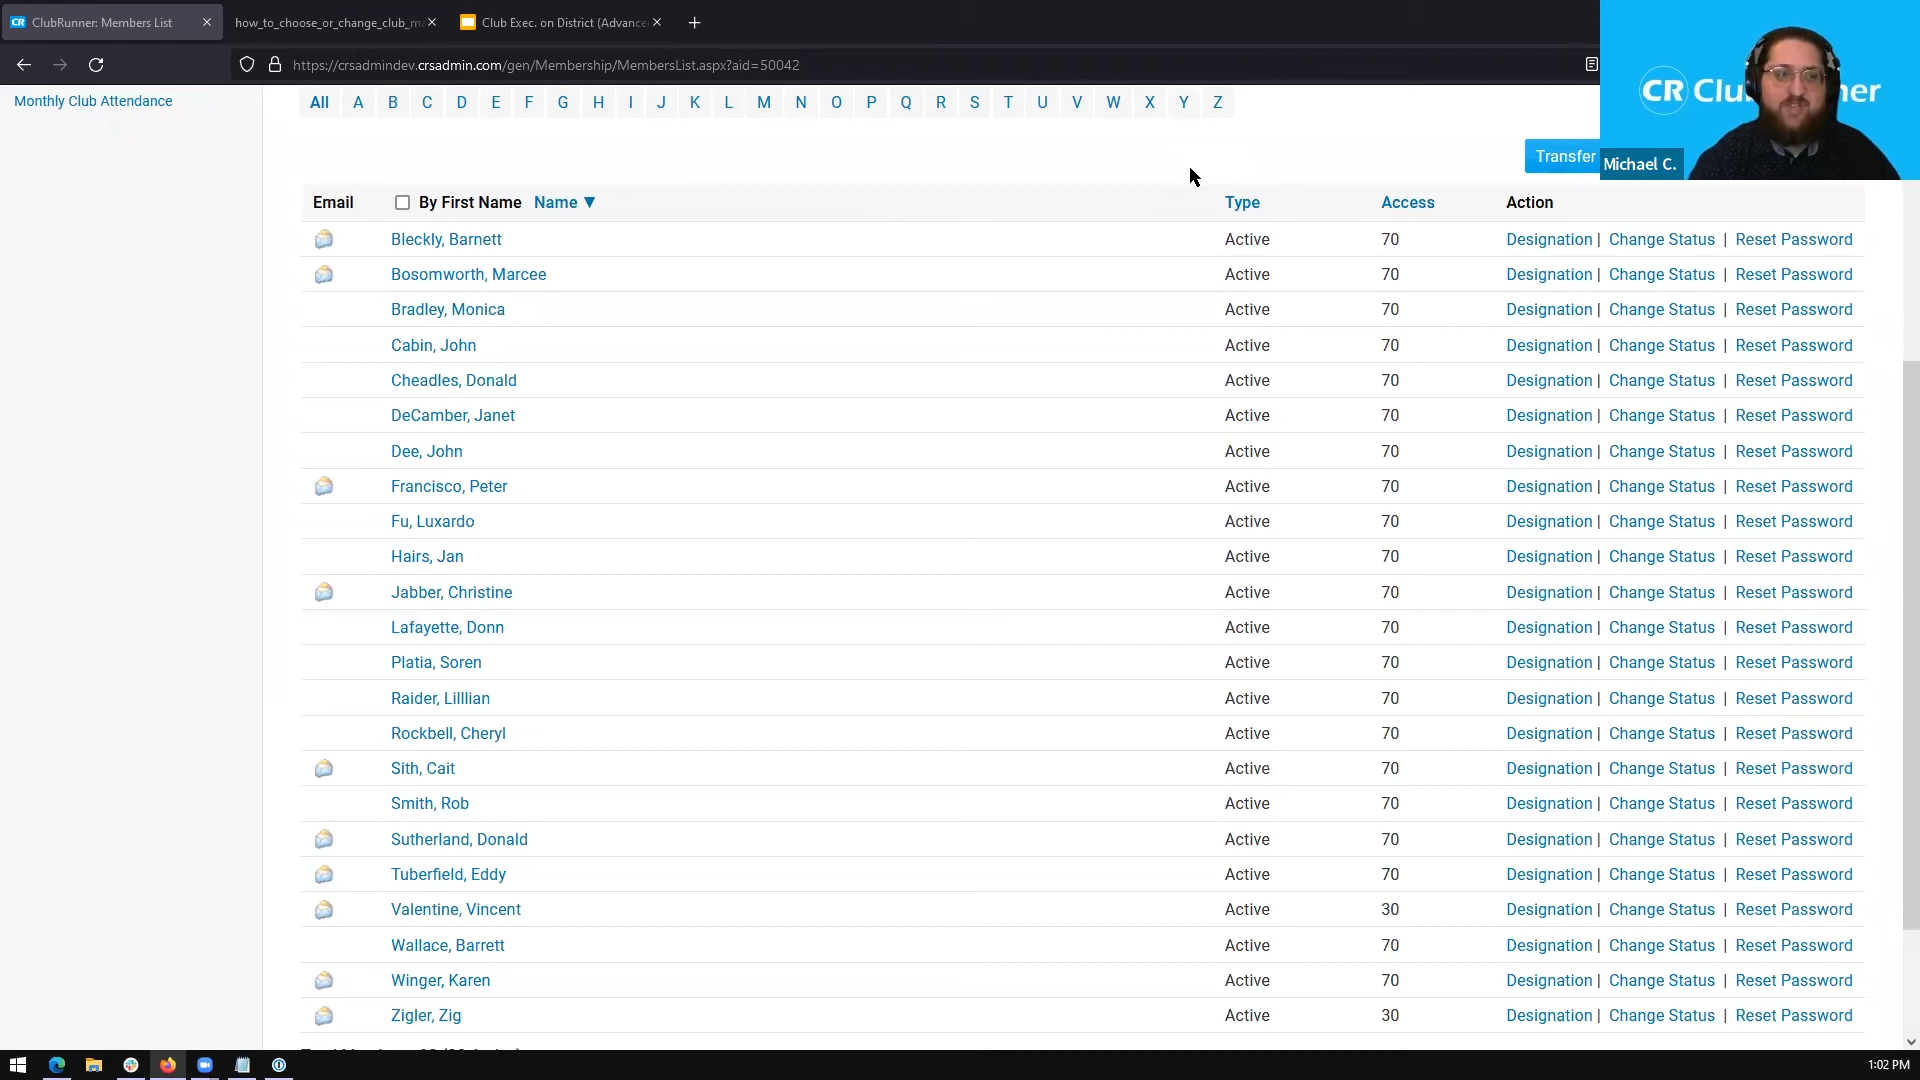 ClubRunner: Members List
how_to_choose_or_change_club_m
Club Exec. on District (Advance
https://crsadmindev.crsadmin.com/gen/Membership/MembersList.aspx?aid=50042
Monthly Club Attendance
All A B C D E F G H I J K L M N O P Q R S T U V W X Y Z
Transfer
Michael C.
Email By First Name Name ▼ Type Access Action
Bleckly, Barnett Active 70 Designation | Change Status | Reset Password
Bosomworth, Marcee Active 70 Designation | Change Status | Reset Password
Bradley, Monica Active 70 Designation | Change Status | Reset Password
Cabin, John Active 70 Designation | Change Status | Reset Password
Cheadles, Donald Active 70 Designation | Change Status | Reset Password
DeCamber, Janet Active 70 Designation | Change Status | Reset Password
Dee, John Active 70 Designation | Change Status | Reset Password
Francisco, Peter Active 70 Designation | Change Status | Reset Password
Fu, Luxardo Active 70 Designation | Change Status | Reset Password
Hairs, Jan Active 70 Designation | Change Status | Reset Password
Jabber, Christine Active 70 Designation | Change Status | Reset Password
Lafayette, Donn Active 70 Designation | Change Status | Reset Password
Platia, Soren Active 70 Designation | Change Status | Reset Password
Raider, Lilllian Active 70 Designation | Change Status | Reset Password
Rockbell, Cheryl Active 70 Designation | Change Status | Reset Password
Sith, Cait Active 70 Designation | Change Status | Reset Password
Smith, Rob Active 70 Designation | Change Status | Reset Password
Sutherland, Donald Active 70 Designation | Change Status | Reset Password
Tuberfield, Eddy Active 70 Designation | Change Status | Reset Password
Valentine, Vincent Active 30 Designation | Change Status | Reset Password
Wallace, Barrett Active 70 Designation | Change Status | Reset Password
Winger, Karen Active 70 Designation | Change Status | Reset Password
Zigler, Zig Active 30 Designation | Change Status | Reset Password
1:02 PM